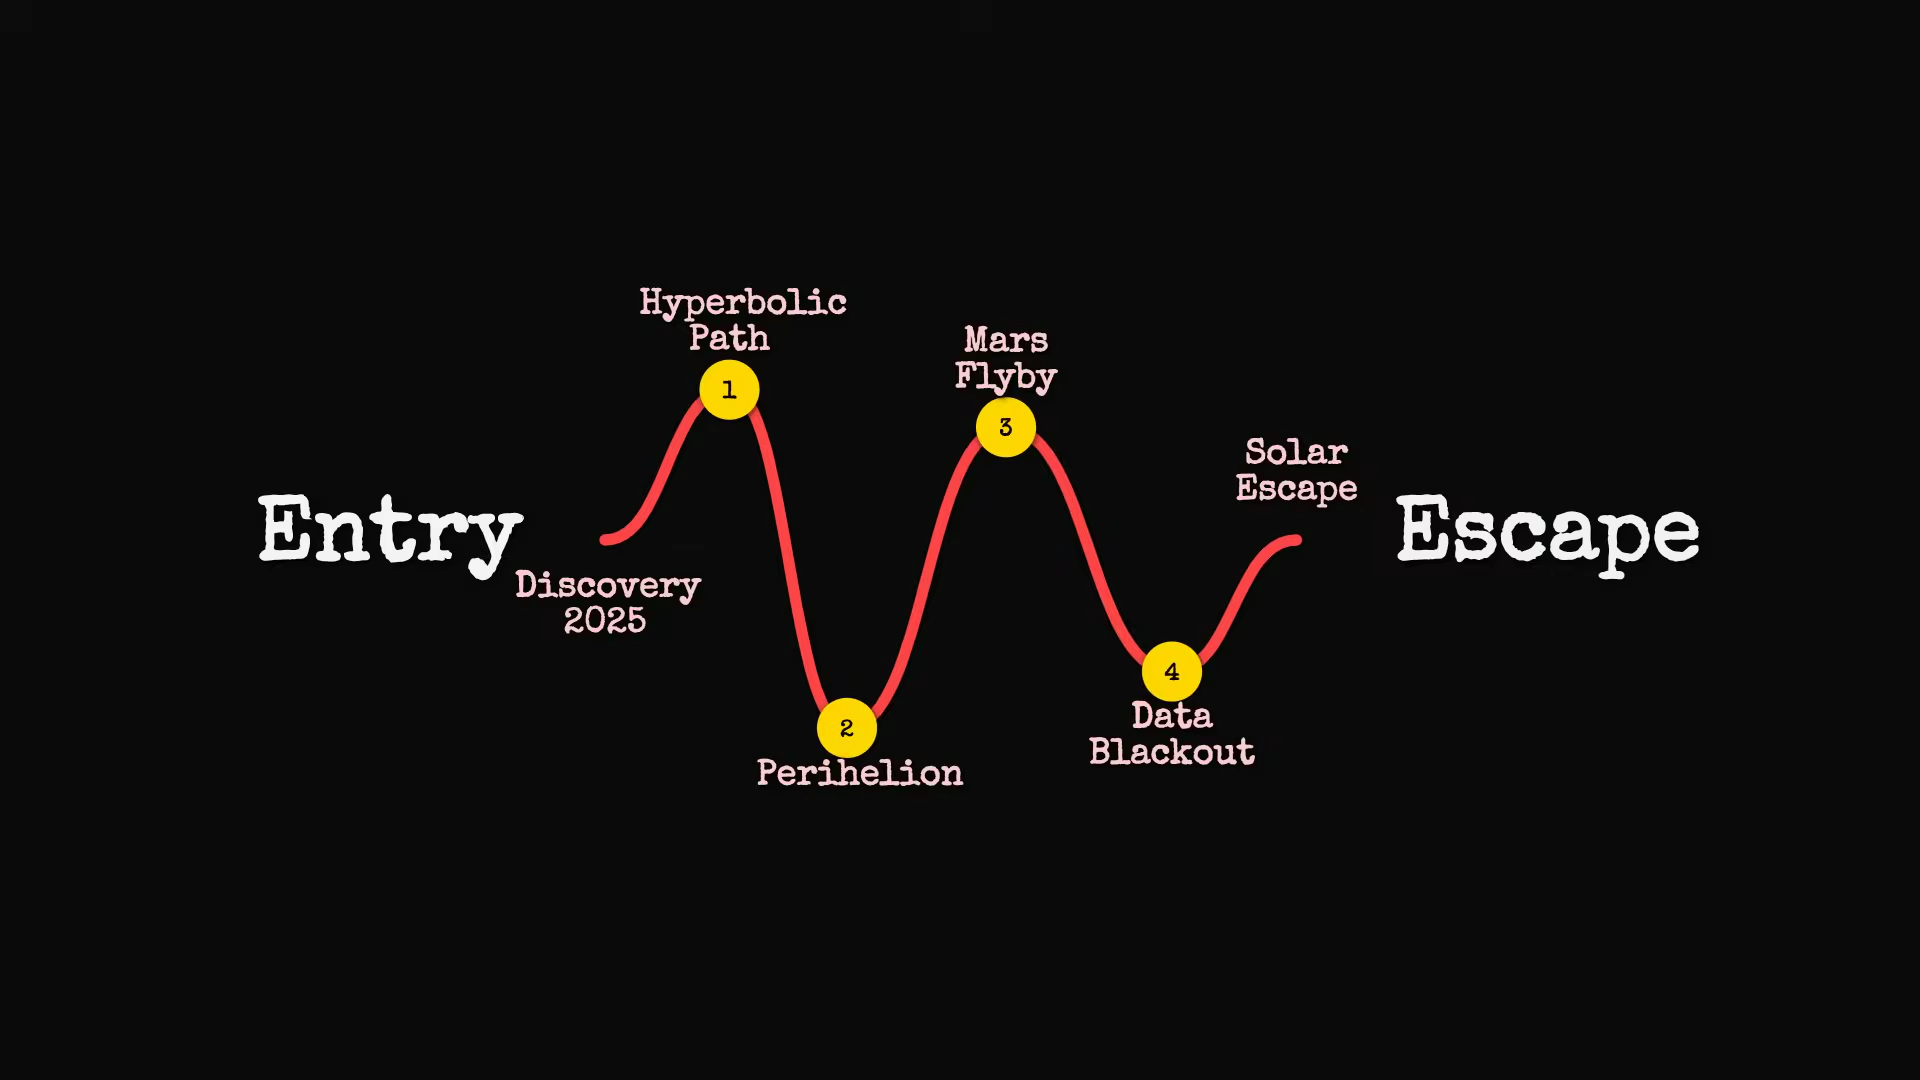 Entry
Discovery
2025
Hyperbolic
Path
1
2
Perihelion
Mars
Flyby
3
4
Data
Blackout
Solar
Escape
Escape